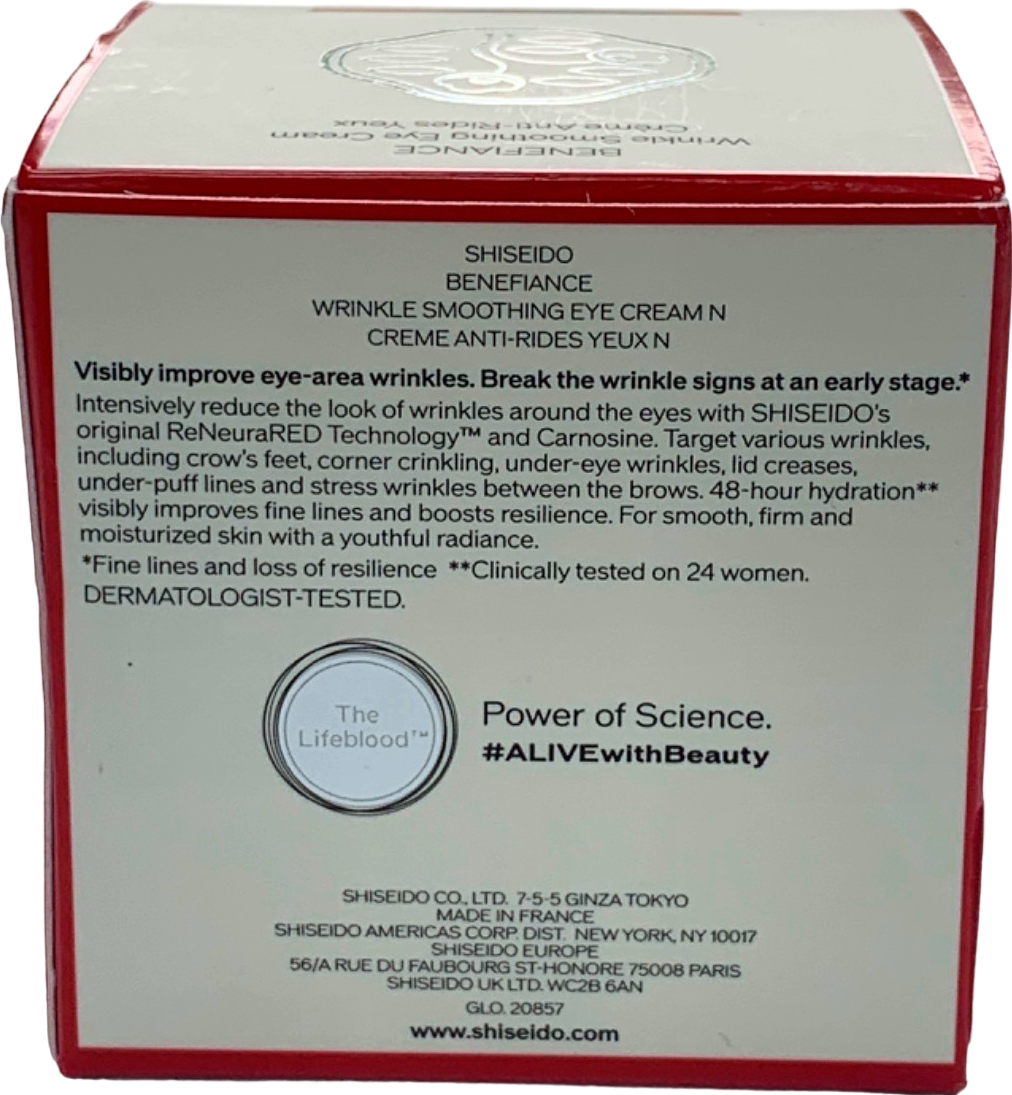 BENEFIANCE
Wrinkle Smoothing Eye Cream
Crème Anti-Rides Yeux
SHISEIDO
BENEFIANCE
WRINKLE SMOOTHING EYE CREAM N
CREME ANTI-RIDES YEUX N
Visibly improve eye-area wrinkles. Break the wrinkle signs at an early stage.*
Intensively reduce the look of wrinkles around the eyes with SHISEIDO's
original ReNeuraRED Technology™ and Carnosine. Target various wrinkles,
including crow's feet, corner crinkling, under-eye wrinkles, lid creases,
under-puff lines and stress wrinkles between the brows. 48-hour hydration**
visibly improves fine lines and boosts resilience. For smooth, firm and
moisturized skin with a youthful radiance.
*Fine lines and loss of resilience **Clinically tested on 24 women.
DERMATOLOGIST-TESTED.
The
Lifeblood™
Power of Science.
#ALIVEwithBeauty
SHISEIDO CO., LTD. 7-5-5 GINZA TOKYO
MADE IN FRANCE
SHISEIDO AMERICAS CORP. DIST. NEW YORK, NY 10017
SHISEIDO EUROPE
56/A RUE DU FAUBOURG ST-HONORE 75008 PARIS
SHISEIDO UK LTD. WC2B 6AN
GLO. 20857
www.shiseido.com